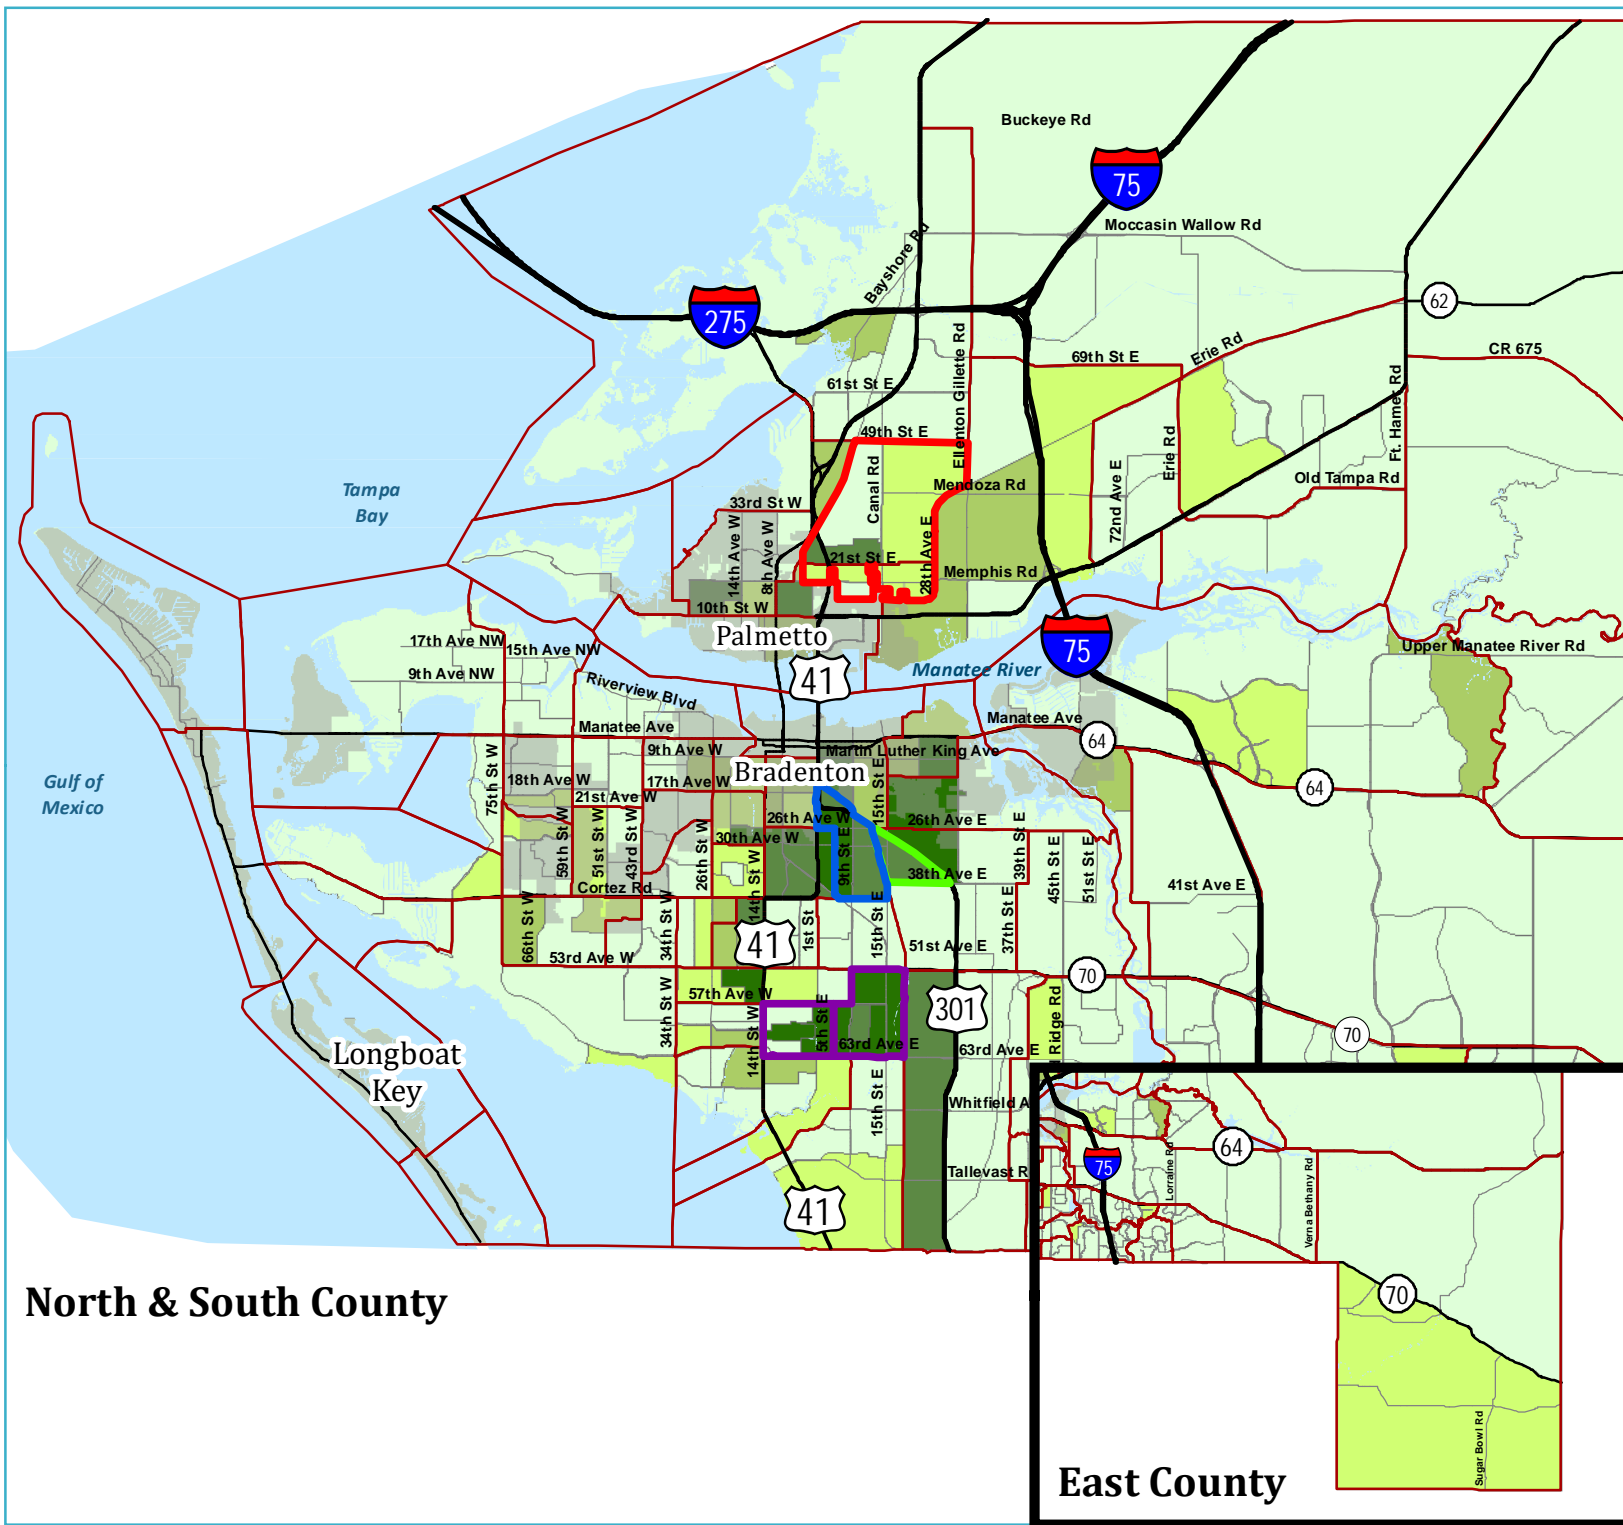 Buckeye Rd
75
Moccasin Wallow Rd
Bayshore Rd
62
275
Ellenton Gillette Rd
69th St E
Erie Rd
CR 675
61st St E
Ft. Hamer Rd
49th St E
Canal Rd
Mendoza Rd
72nd Ave E
Erie Rd
Old Tampa Rd
Tampa
Bay
33rd St W
14th Ave W
8th Ave W
21st St E
28th Ave E
Memphis Rd
10th St W
Palmetto
75
17th Ave NW
15th Ave NW
9th Ave NW
Riverview Blvd
41
Manatee River
Upper Manatee River Rd
Manatee Ave
Manatee Ave
64
9th Ave W
Martin Luther King Ave
Bradenton
75th St W
18th Ave W
17th Ave W
15th St E
64
Gulf of
Mexico
21st Ave W
26th Ave W
26th Ave E
30th Ave W
59th St W
51st St W
43rd St W
26th St W
14th St W
9th St E
39th St E
45th St E
51st St E
38th Ave E
41st Ave E
Cortez Rd
66th St W
34th St W
41
1st St
15th St E
37th St E
51st Ave E
53rd Ave W
70
57th Ave W
34th St W
14th St W
5th St E
301
63rd Ave E
63rd Ave E
l Ridge Rd
70
Longboat
Key
15th St E
Whitfield A
Tallevast R
41
64
75
Lorraine Rd
Verna Bethany Rd
70
Sugar Bowl Rd
North & South County
East County